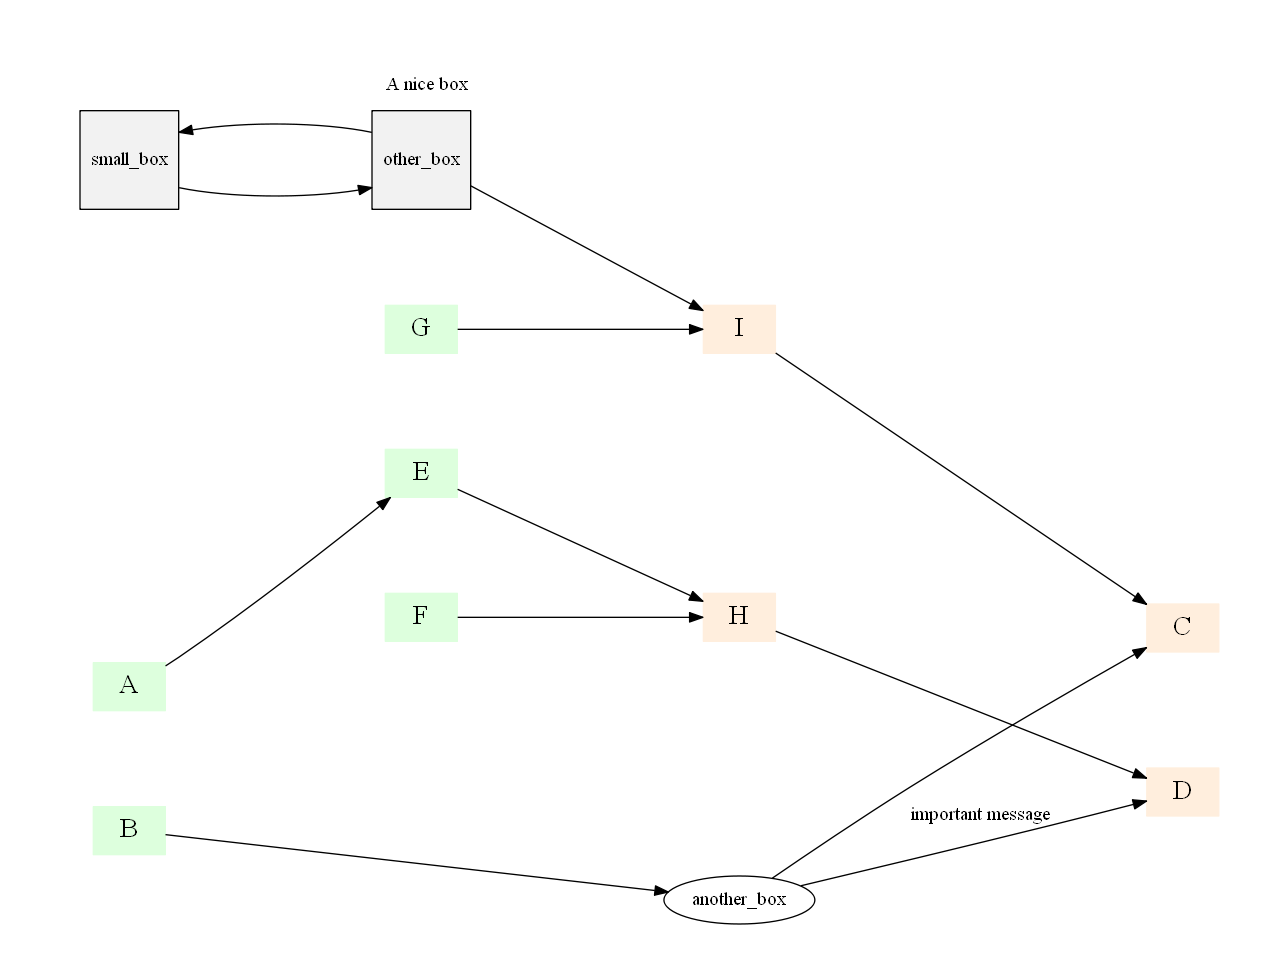 A nice box
small_box
other_box
G
I
E
F
H
C
A
D
B
important message
another_box